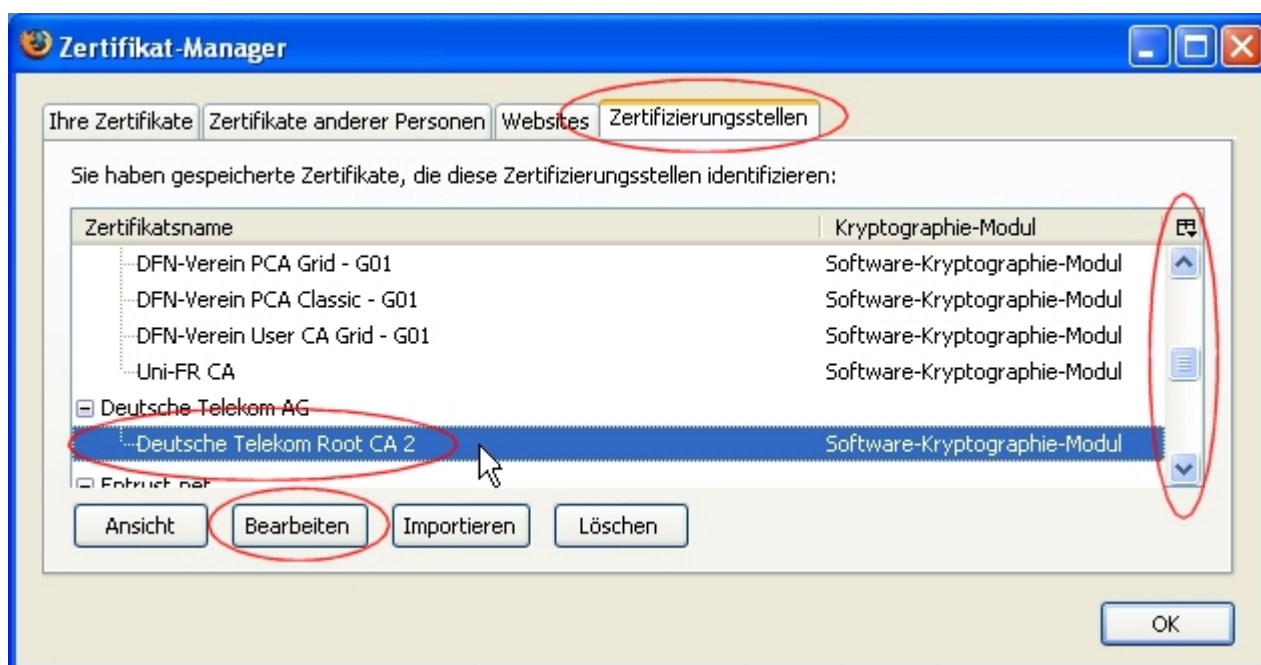 Zertifikat-Manager
Ihre Zertifikate Zertifikate anderer Personen Websites Zertifizierungsstellen
Sie haben gespeicherte Zertifikate, die diese Zertifizierungsstellen identifizieren:
Zertifikatsname Kryptographie-Modul
DFN-Verein PCA Grid - G01 Software-Kryptographie-Modul
DFN-Verein PCA Classic - G01 Software-Kryptographie-Modul
DFN-Verein User CA Grid - G01 Software-Kryptographie-Modul
Uni-FR CA Software-Kryptographie-Modul
Deutsche Telekom AG
Deutsche Telekom Root CA 2 Software-Kryptographie-Modul
Entrust.net
Ansicht Bearbeiten Importieren Löschen
OK